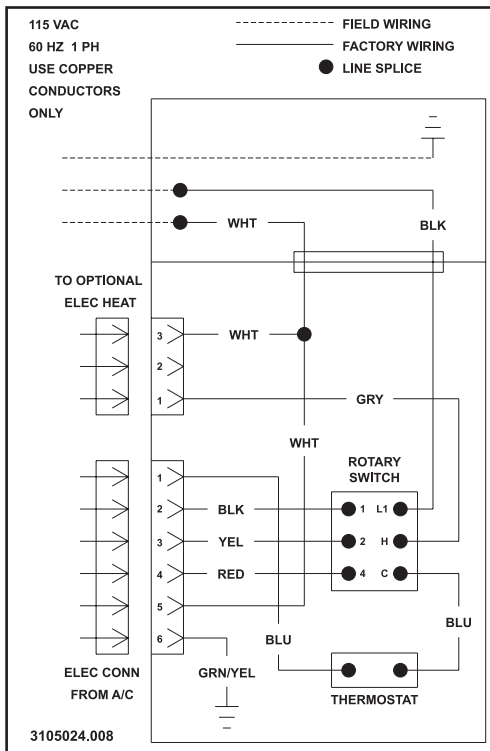 115 VAC
60 HZ 1 PH
USE COPPER
CONDUCTORS
ONLY
FIELD WIRING
FACTORY WIRING
LINE SPLICE
WHT
BLK
TO OPTIONAL
ELEC HEAT
3
WHT
2
1
GRY
WHT
ROTARY
SWITCH
1
2
BLK
1 L1
3
YEL
2 H
4
RED
4 C
5
6
BLU
BLU
GRN/YEL
ELEC CONN
FROM A/C
THERMOSTAT
3105024.008